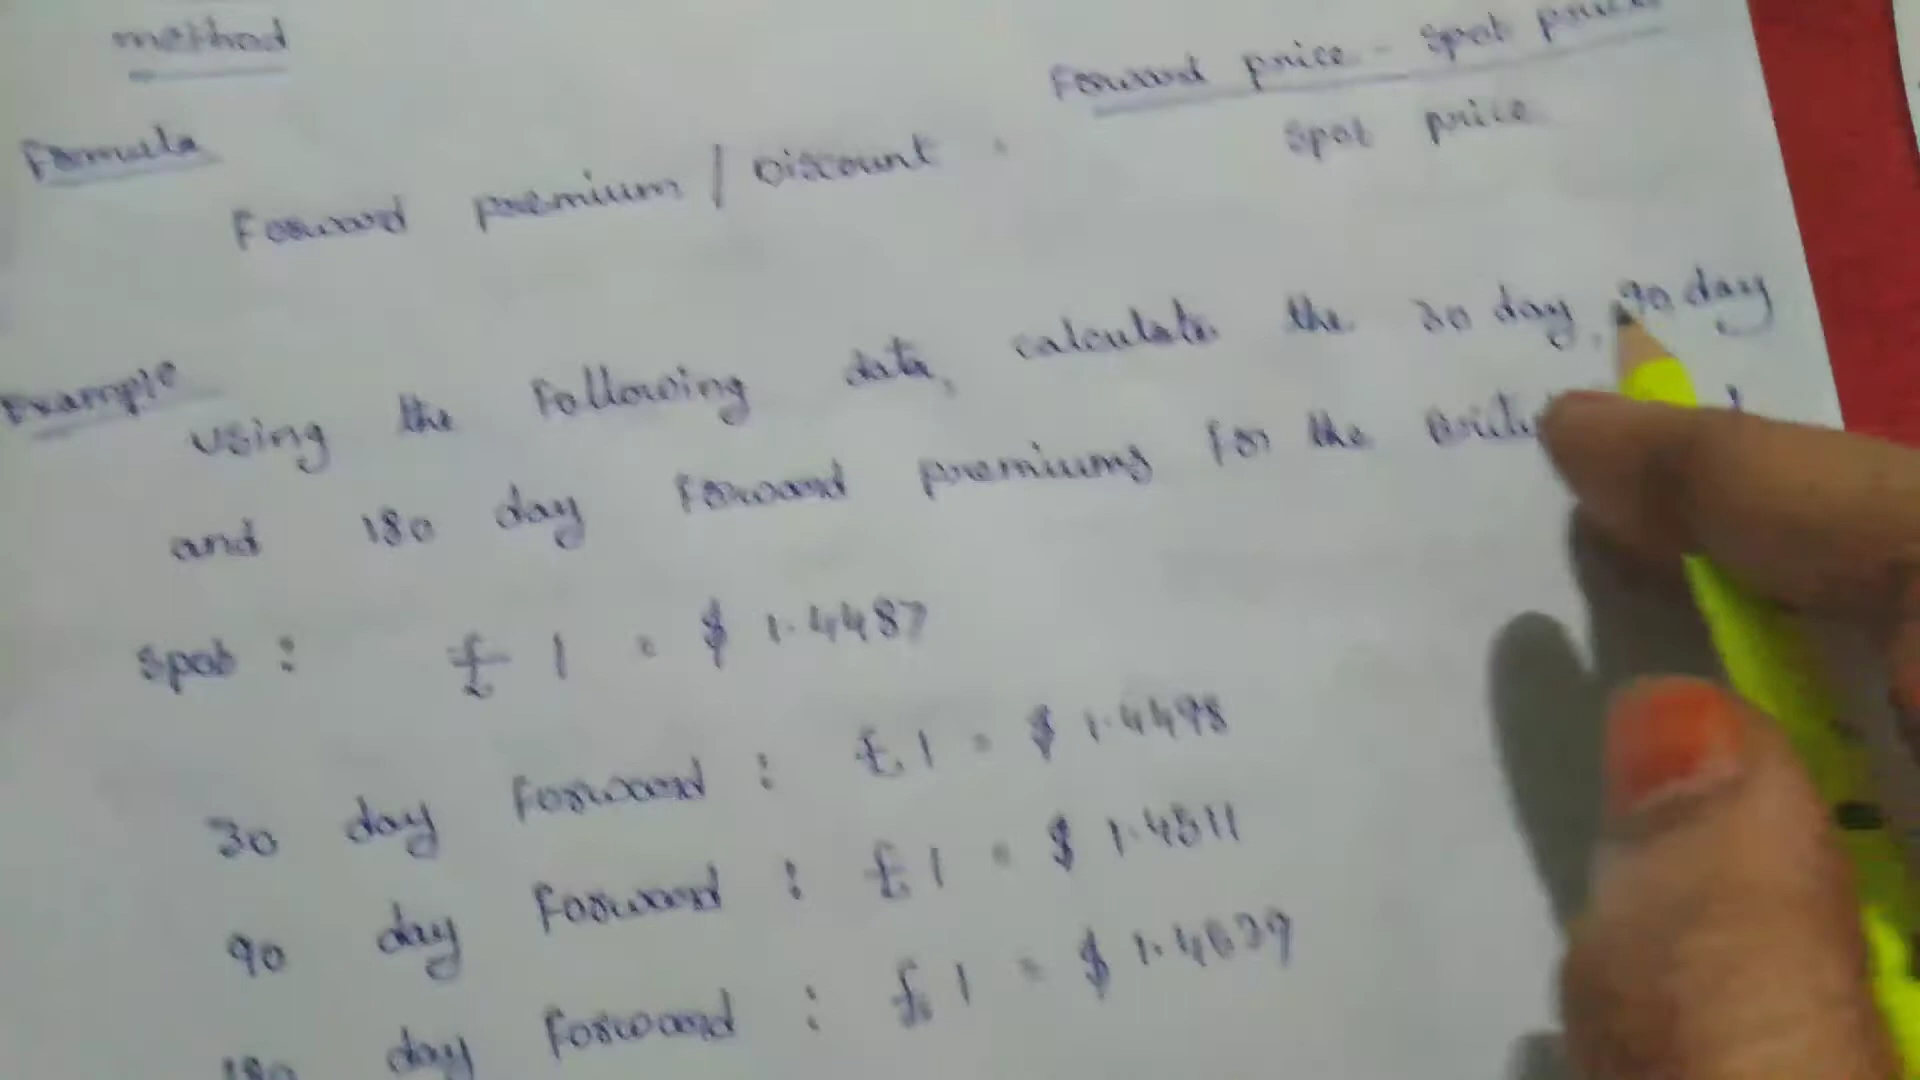 method
Formula
Forward price - spot price
Forward premium / Discount = spot price
Example
Using the following data, calculate the 30 day, 90 day
and 180 day forward premiums for the
spot : £ 1 = $ 1.4487
30 day forward : £ 1 = $ 1.4498
90 day forward : £ 1 = $ 1.4511
180 day forward : £ 1 = $